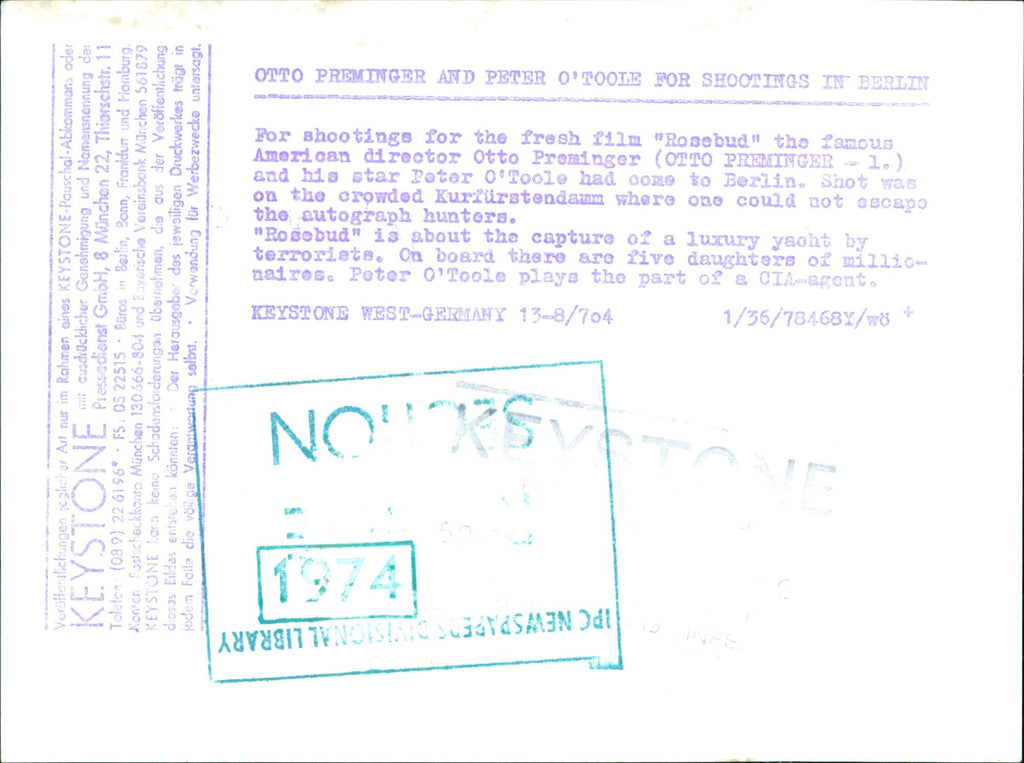 OTTO PREMINGER AND PETER O'TOOLE FOR SHOOTINGS IN BERLIN
For shootings for the fresh film "Rosebud" the famous
American director Otto Preminger (OTTO PREMINGER - 1.)
and his star Peter O'Toole had come to Berlin. Shot was
on the crowded Kurfürstendamm where one could not escape
the autograph hunters.
"Rosebud" is about the capture of a luxury yacht by
terrorists. On board there are five daughters of millio-
naires. Peter O'Toole plays the part of a CIA-agent.
KEYSTONE WEST-GERMANY 13-8/7o4 1/36/78468Y/wö +
Veröffentlichungen jeglicher Art nur im Rahmen eines KEYSTONE-Pauschal-Abkommens oder
mit ausdrücklicher Genehmigung und Namensnennung der
KEYSTONE Pressedienst GmbH, 8 München 22, Thierschstr. 11
Telefon: (089) 22 61 96* · FS: 05 22515 · Büros in Berlin, Bonn, Frankfurt und Hamburg.
Konten: Postscheckkonto München 130666-804 und Bayerische Vereinsbank München 561879
KEYSTONE kann keine Schadensforderungen übernehmen, die aus der Veröffentlichung
dieses Bildes entstehen könnten. · Der Herausgeber des jeweiligen Druckwerkes trägt in
jedem Falle die völlige Verantwortung selbst. · Verwendung für Werbezwecke untersagt.
KEYSTONE
1974
IPC NEWSPAPERS DIVISIONAL LIBRARY